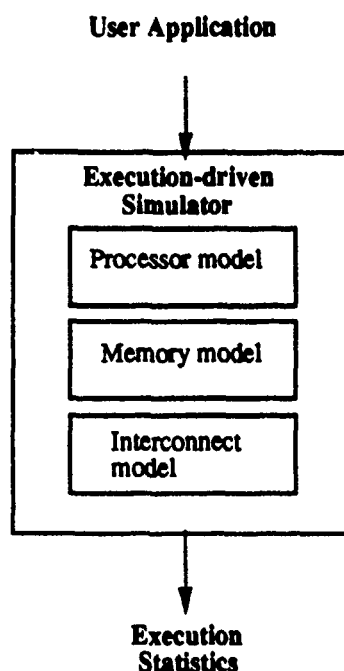 User Application
Execution-driven
Simulator
Processor model
Memory model
Interconnect
model
Execution
Statistics